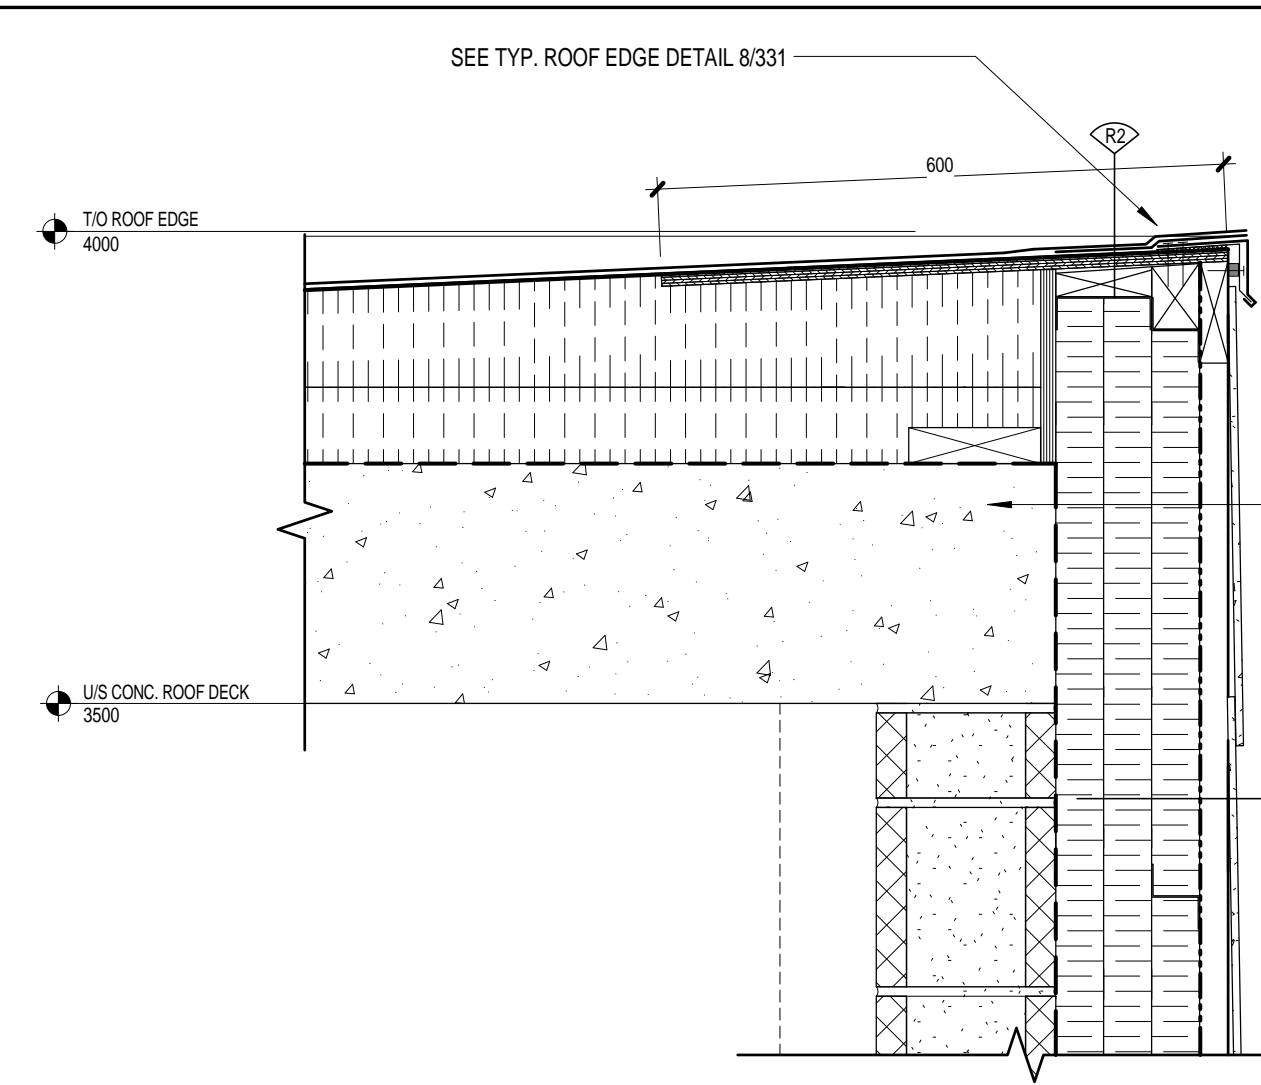 SEE TYP. ROOF EDGE DETAIL 8/331
R2
600
T/O ROOF EDGE
4000
U/S CONC. ROOF DECK
3500